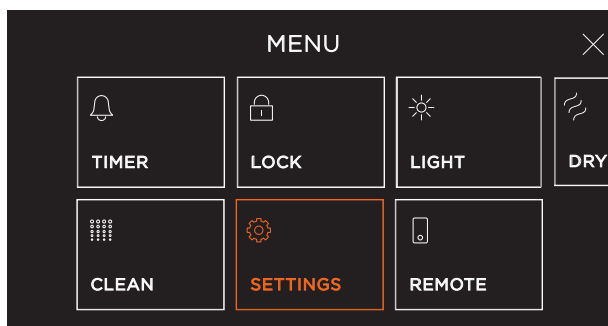 MENU
TIMER
LOCK
LIGHT
DRY
CLEAN
SETTINGS
REMOTE